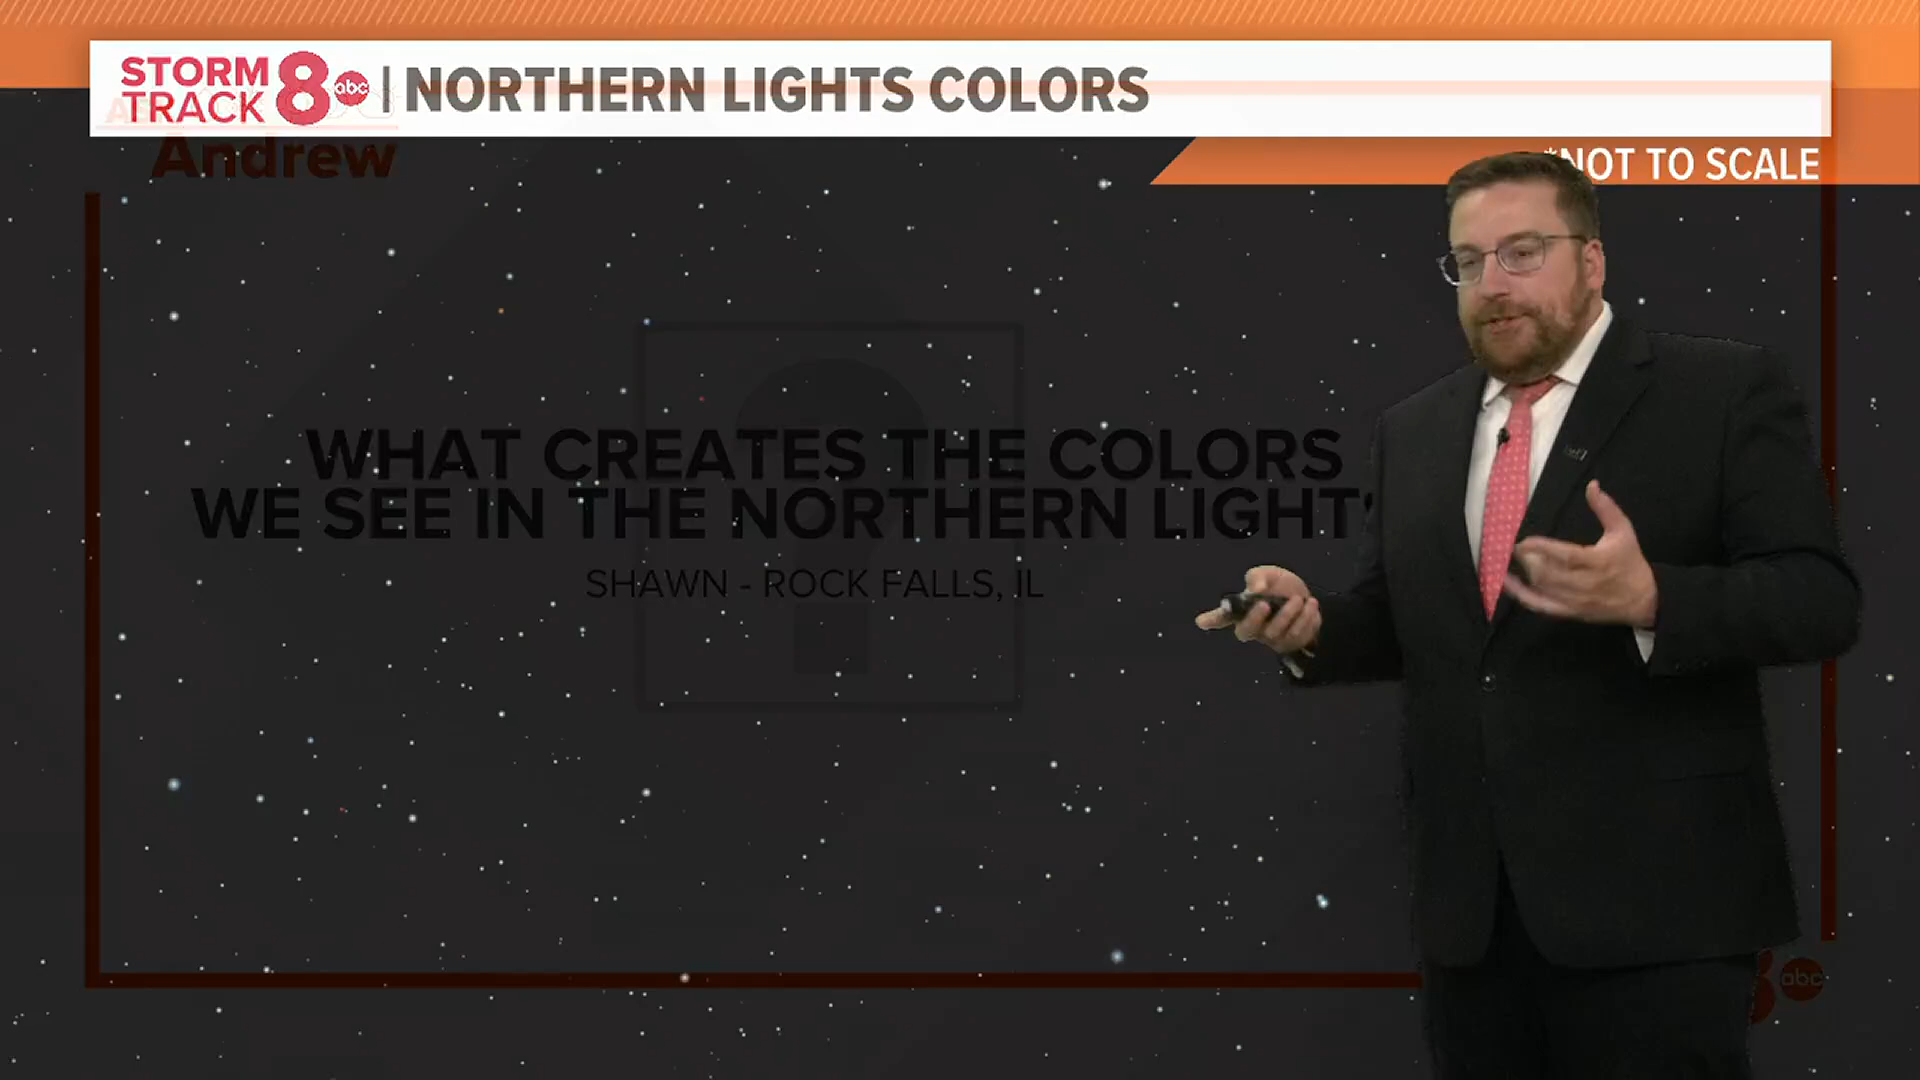 STORM
TRACK 8 abc
NORTHERN LIGHTS COLORS
Andrew
*NOT TO SCALE
WHAT CREATES THE COLORS
WE SEE IN THE NORTHERN LIGHT
SHAWN - ROCK FALLS, IL
8 abc